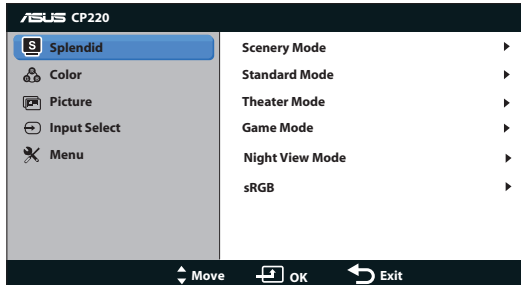 ASUS CP220
S Splendid
Color
Picture
Input Select
Menu
Scenery Mode
Standard Mode
Theater Mode
Game Mode
Night View Mode
sRGB
Move OK Exit